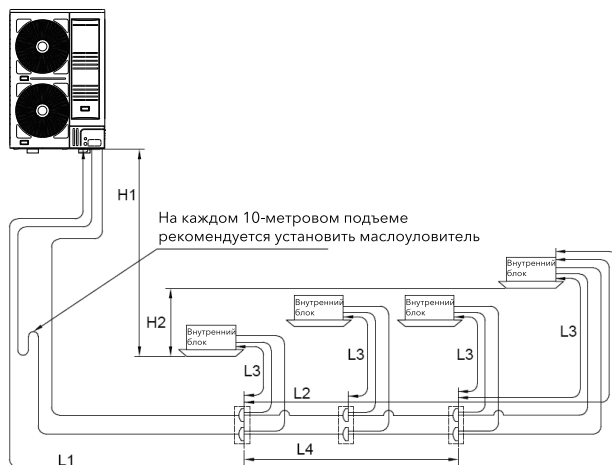 H1
На каждом 10-метровом подъеме
рекомендуется установить маслоуловитель
Внутренний
блок
H2
Внутренний
блок
Внутренний
блок
Внутренний
блок
L3
L3
L3
L3
L2
L4
L1